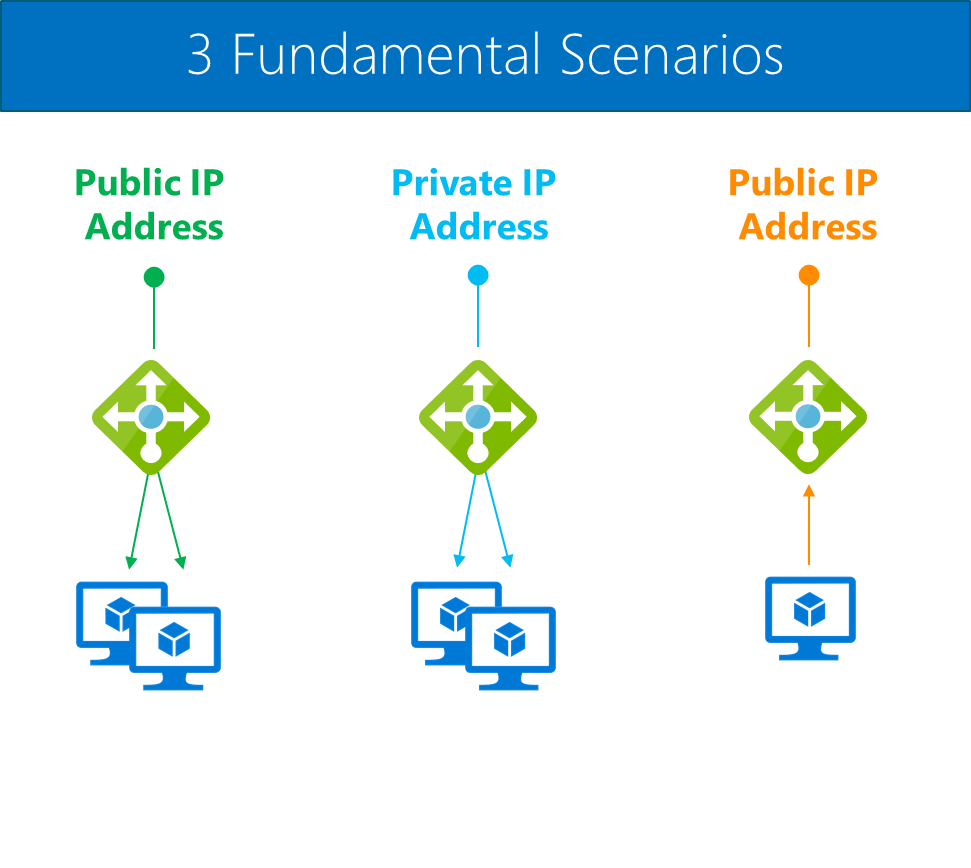 3 Fundamental Scenarios
Public IP
Address
Private IP
Address
Public IP
Address